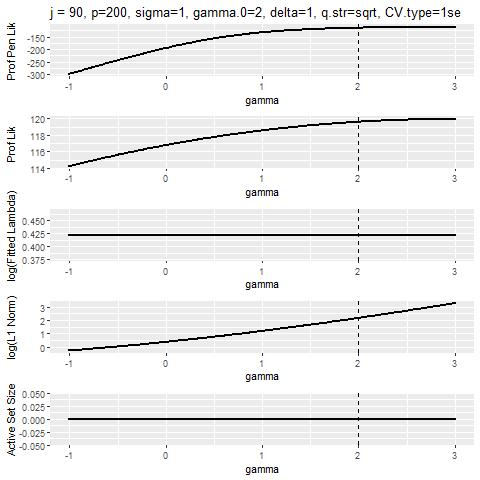 j = 90, p=200, sigma=1, gamma.0=2, delta=1, q.str=sqrt, CV.type=1se
Prof Pen Lik
-150
-200
-250
-300
-1 0 1 2 3
gamma
Prof Lik
120
118
116
114
-1 0 1 2 3
gamma
log(Fitted Lambda)
0.450
0.425
0.400
0.375
-1 0 1 2 3
gamma
log(L1 Norm)
3
2
1
0
-1 0 1 2 3
gamma
Active Set Size
0.050
0.025
0.000
-0.025
-0.050
-1 0 1 2 3
gamma